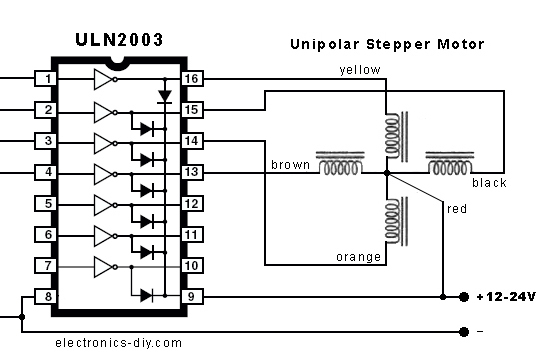 ULN2003
Unipolar Stepper Motor
yellow
1 16
2 15
3 14
4 13
brown
black
5 12
red
6 11
orange
7 10
8 9
+12-24V
–
electronics-diy.com